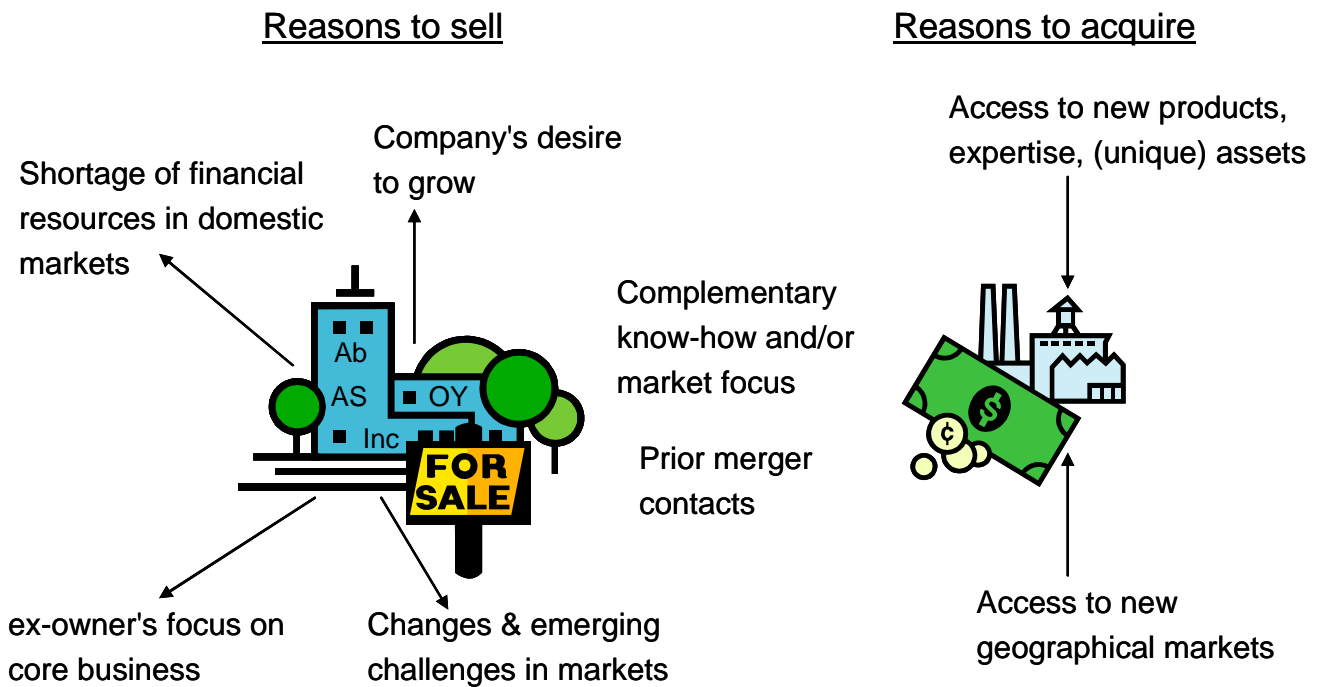 Reasons to sell
Reasons to acquire
Company's desire
to grow
Shortage of financial
resources in domestic
markets
Access to new products,
expertise, (unique) assets
Complementary
know-how and/or
market focus
Prior merger
contacts
Ab
AS
OY
Inc
FOR
SALE
$
¢
ex-owner's focus on
core business
Changes & emerging
challenges in markets
Access to new
geographical markets